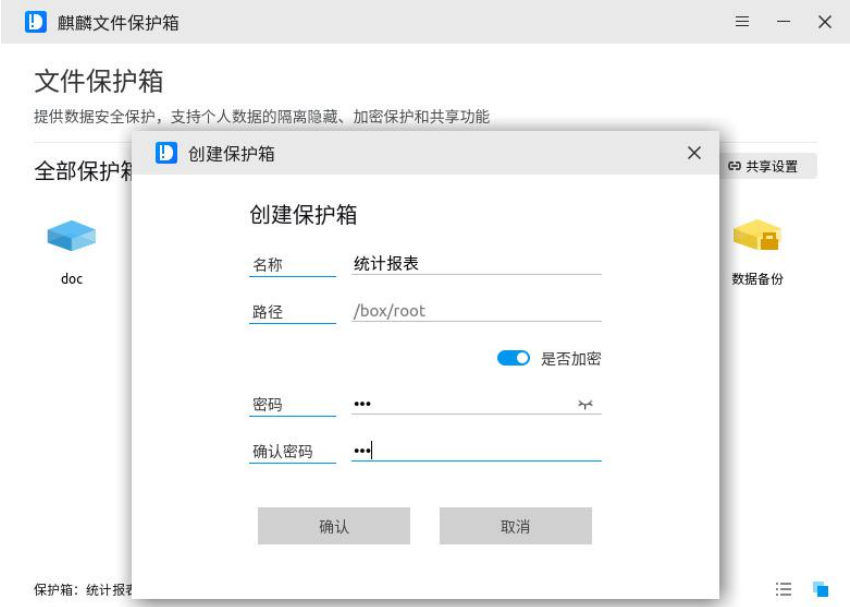 麒麟文件保护箱
文件保护箱
提供数据安全保护，支持个人数据的隔离隐藏、加密保护和共享功能
全部保护箱
共享设置
doc
数据备份
创建保护箱
创建保护箱
名称 统计报表
路径 /box/root
是否加密
密码 •••
确认密码 •••
确认 取消
保护箱：统计报表